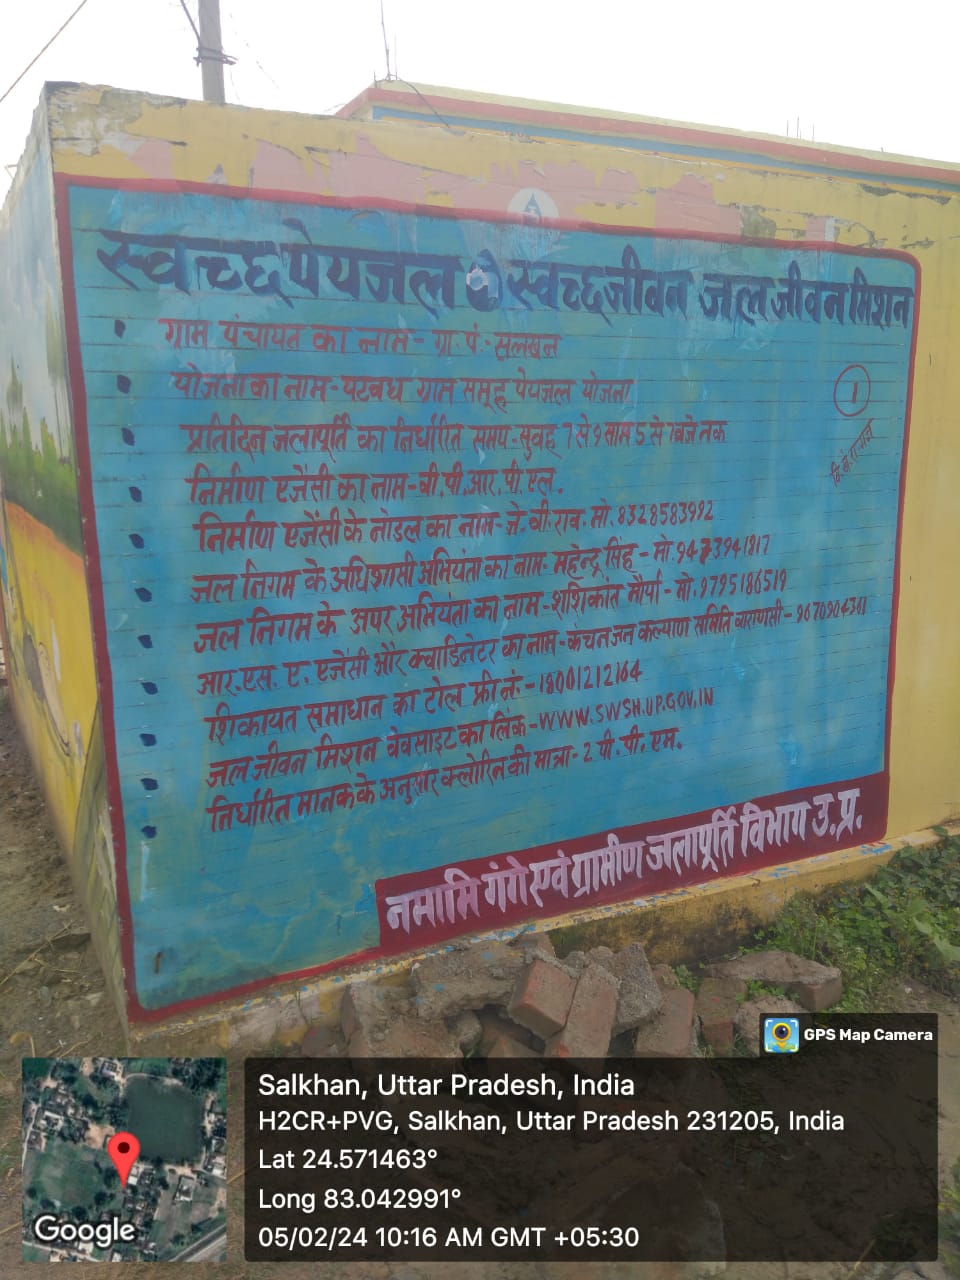 स्वच्छ पेयजल स्वच्छ जीवन जल जीवन मिशन
ग्राम पंचायत का नाम - ग्रा. पं. - सलखन
योजना का नाम - पटवध ग्राम समूह पेयजल योजना
1
प्रतिदिन जलापूर्ति का निर्धारित समय - सुवह 7 से 9 साम 5 से 7 बजे तक
निर्माण एजेंसी का नाम - बी.पी.आर.पी.एल.
निर्माण एजेंसी के नोडल का नाम - जे. वी. राव. मो. 8328583992
जल निगम के अधिशासी अभियंता का नाम - महेन्द्र सिंह - मो 9473941817
जल निगम के अपर अभियंता का नाम - शशिकांत मौर्या - मो. 9795186519
आर. एस. ए. एजेंसी और क्वाडिनेटर का नाम - कंचन जन कल्याण समिति वाराणसी - 9670904361
शिकायत समाधान का टोल फ्री नं. - 18001212164
जल जीवन मिशन वेवसाइट का लिंक - WWW.SWSH.UP.GOV.IN
निर्धारित मानक के अनुसार क्लोरिन की मात्रा - 2 पी. पी. एम.
नमामि गंगे एवं ग्रामीण जलापूर्ति विभाग उ.प्र.
GPS Map Camera
Salkhan, Uttar Pradesh, India
H2CR+PVG, Salkhan, Uttar Pradesh 231205, India
Lat 24.571463°
Long 83.042991°
05/02/24 10:16 AM GMT +05:30
Google